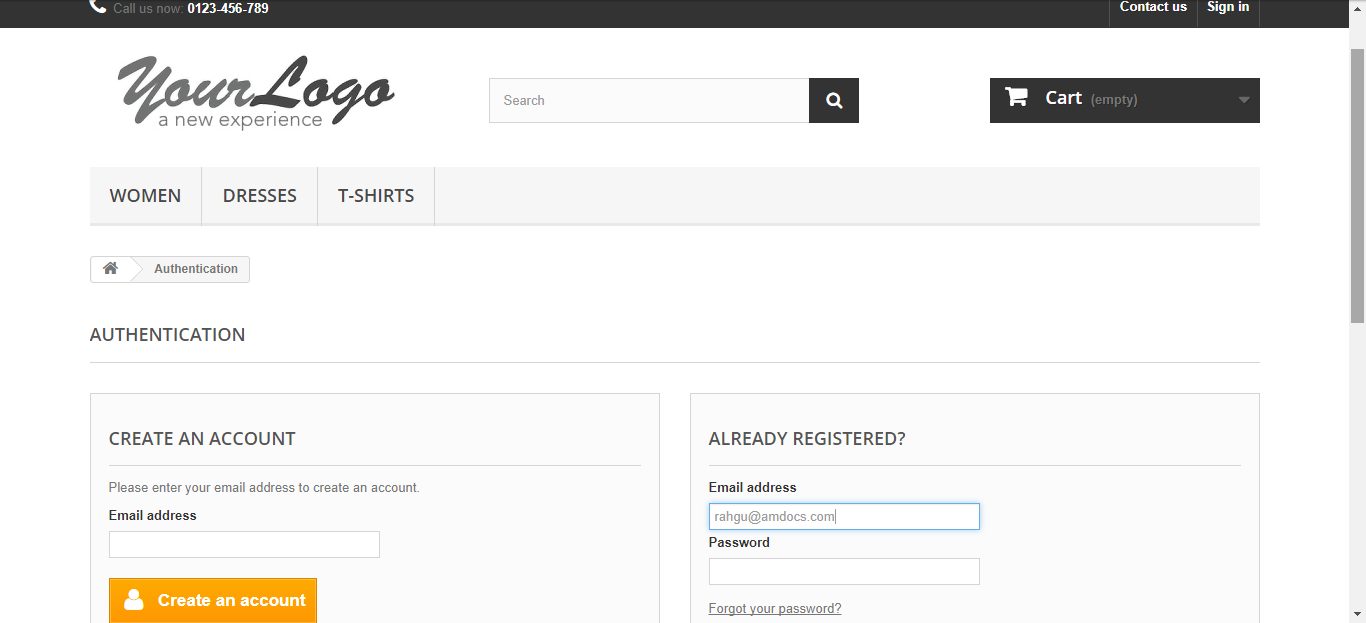 Call us now: 0123-456-789
Contact us
Sign in
YourLogo
a new experience
Search
Cart (empty)
WOMEN
DRESSES
T-SHIRTS
Authentication
AUTHENTICATION
CREATE AN ACCOUNT
Please enter your email address to create an account.
Email address
Create an account
ALREADY REGISTERED?
Email address
rahgu@amdocs.com
Password
Forgot your password?